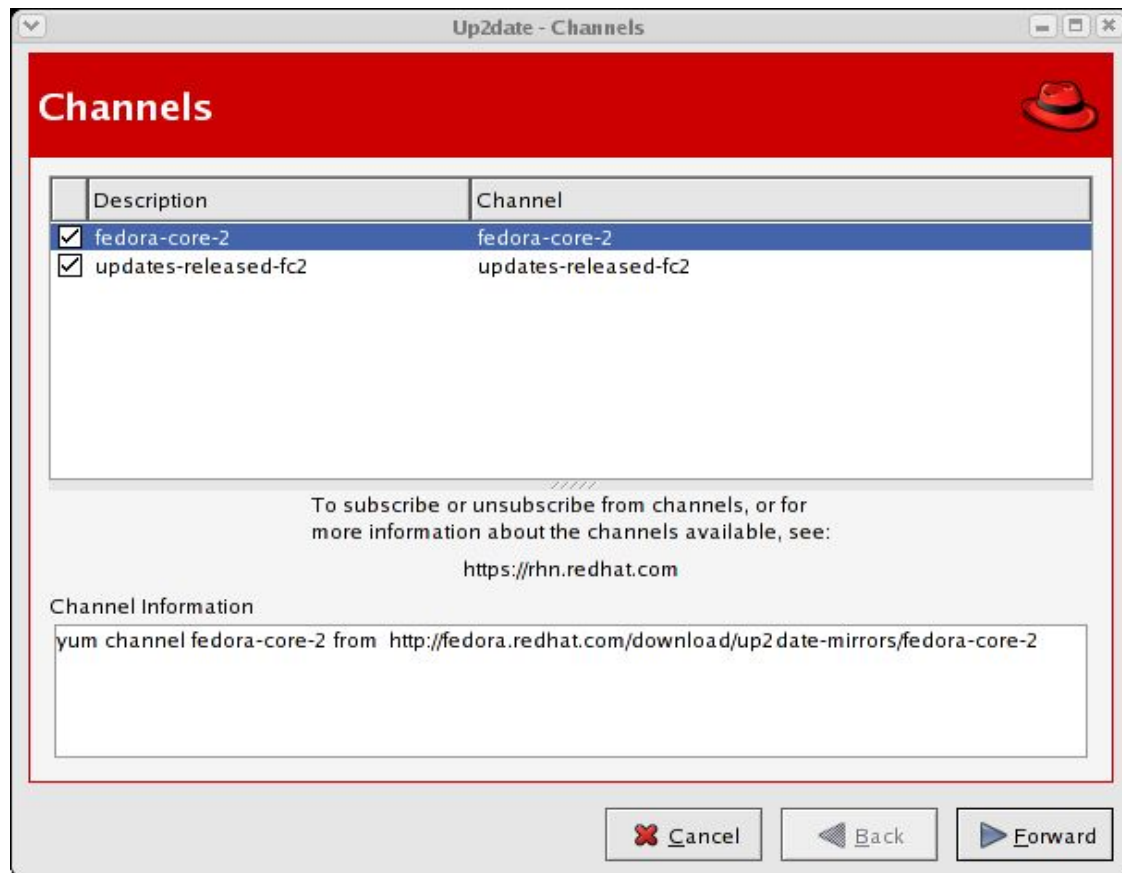 Up2date - Channels
Channels
Description Channel
fedora-core-2 fedora-core-2
updates-released-fc2 updates-released-fc2
To subscribe or unsubscribe from channels, or for
more information about the channels available, see:
https://rhn.redhat.com
Channel Information
yum channel fedora-core-2 from http://fedora.redhat.com/download/up2date-mirrors/fedora-core-2
Cancel Back Forward